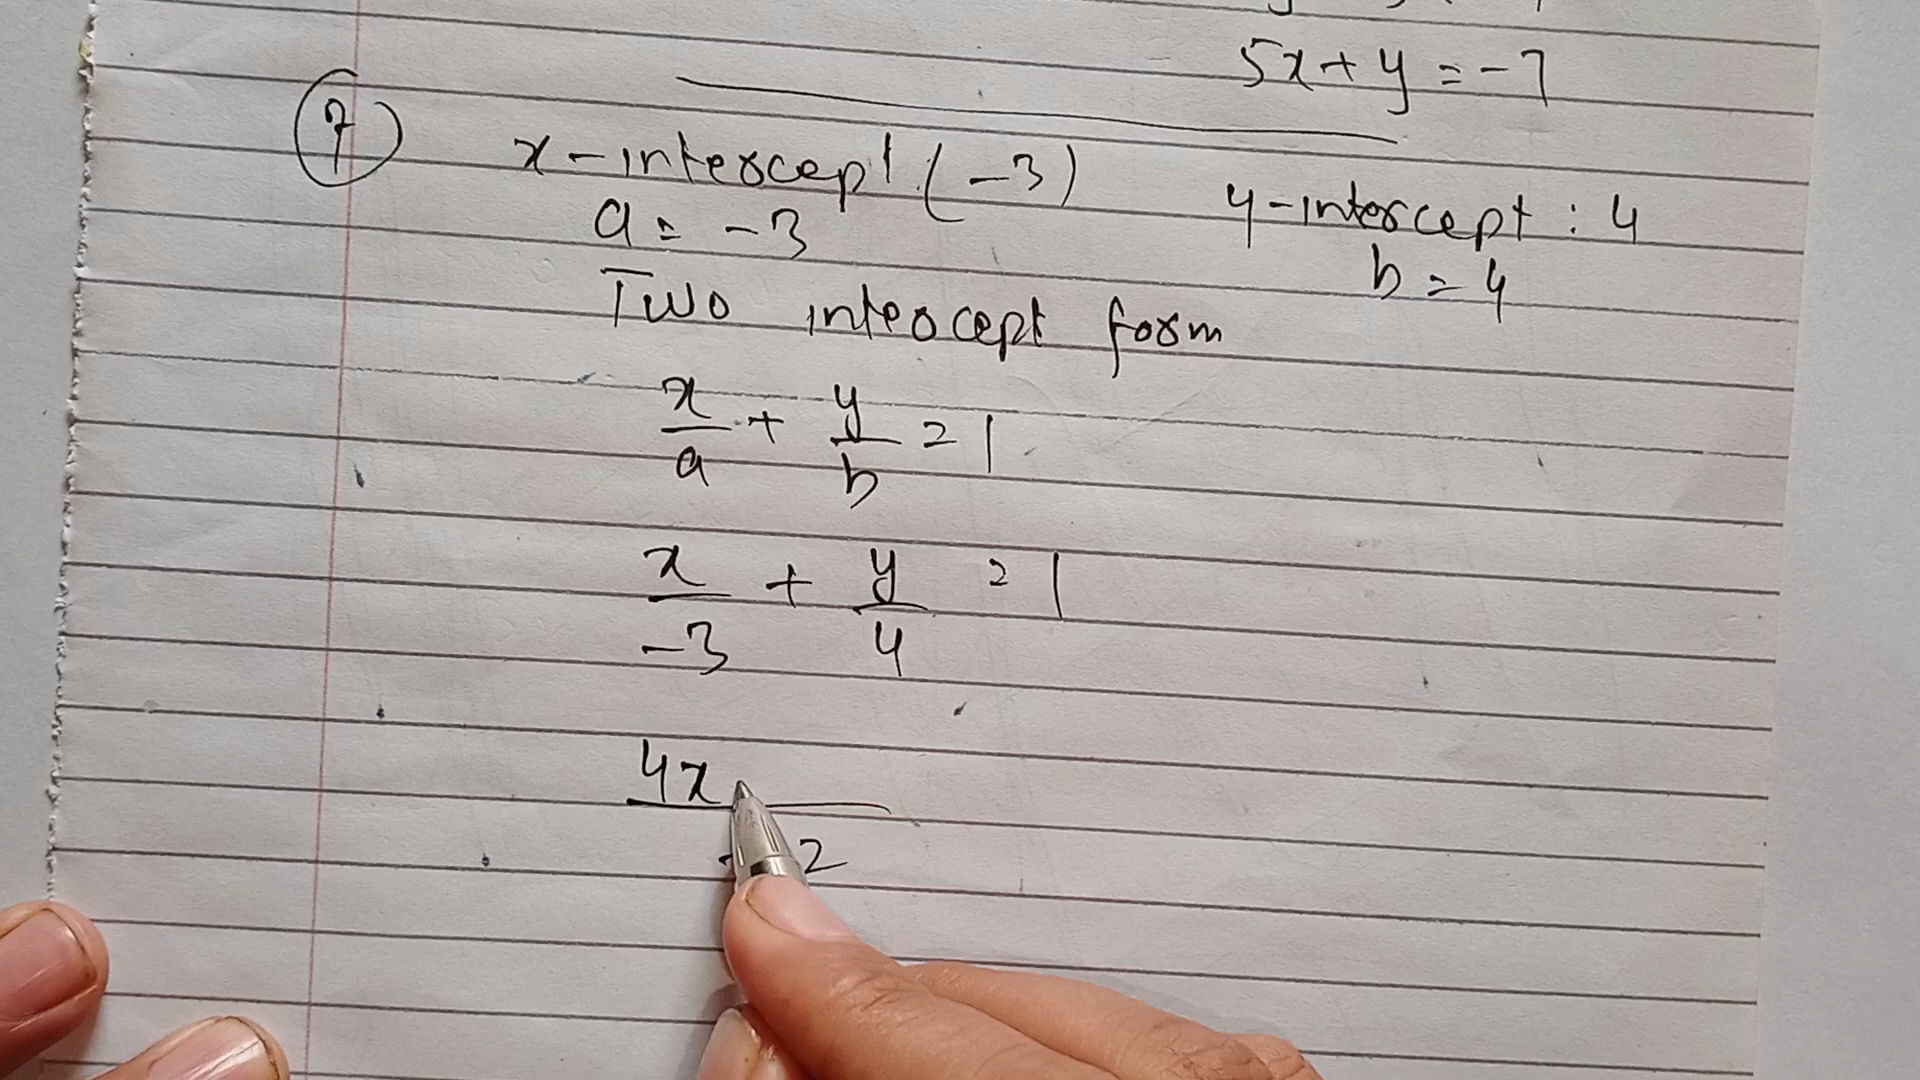 5x + y = -7
7 x-intercept (-3) y-intercept : 4
a = -3 b = 4
Two intercept form
x/a + y/b = 1
x/-3 + y/4 = 1
4x
2